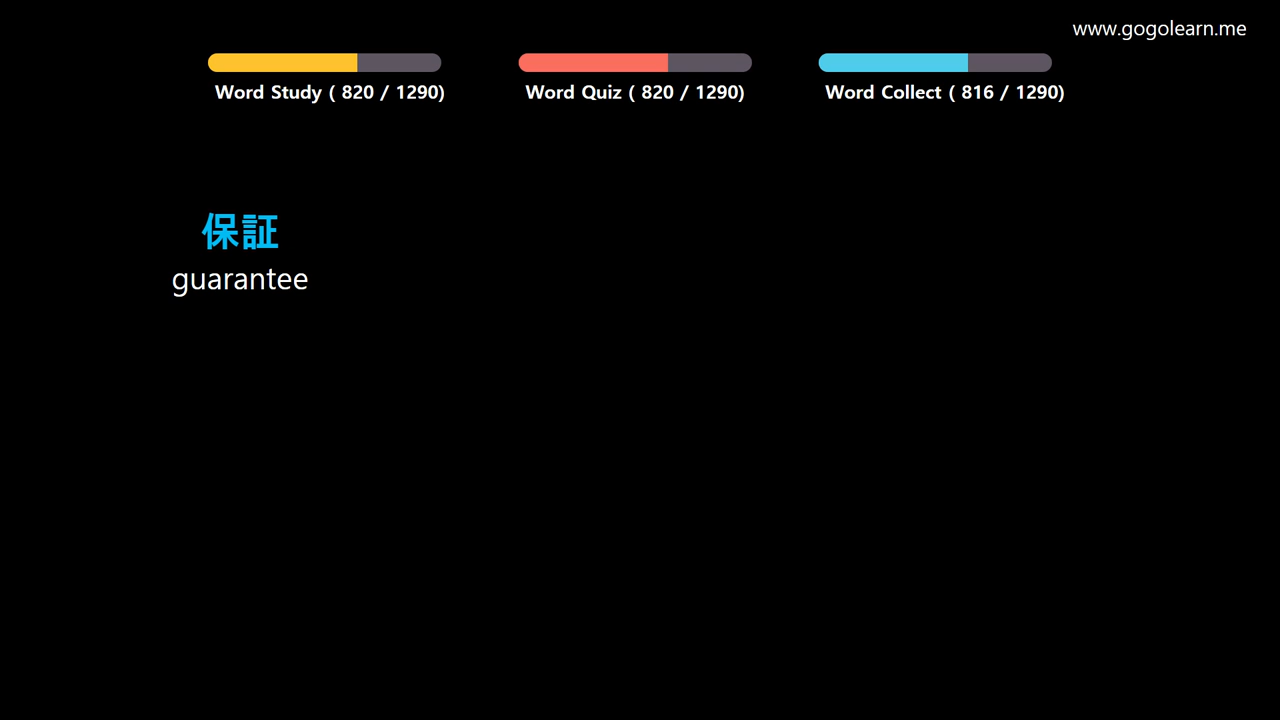 www.gogolearn.me
Word Study ( 820 / 1290)
Word Quiz ( 820 / 1290)
Word Collect ( 816 / 1290)
保証
guarantee